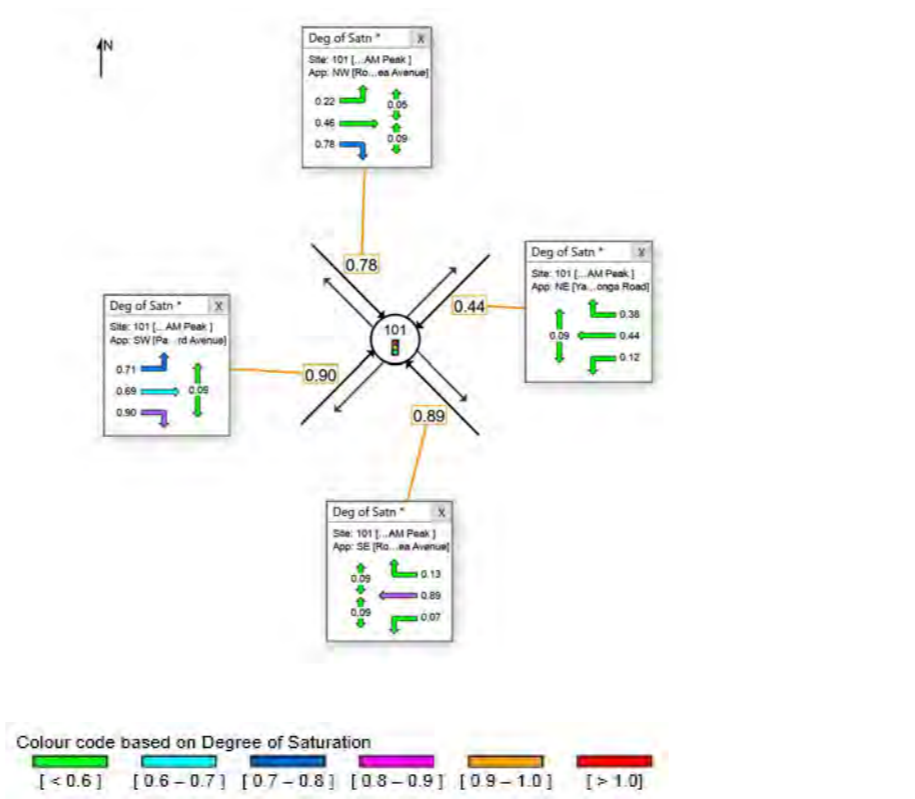 N
Deg of Satn * X
Site: 101 [...AM Peak ]
App: NW [Ro...ea Avenue]
0.22
0.05
0.46
0.09
0.78
0.78
Deg of Satn * X
Site: 101 [...AM Peak ]
App: NE [Ya...onga Road]
0.38
0.09
0.44
0.12
0.44
Deg of Satn * X
Site: 101 [...AM Peak ]
App: SW [Pa...rd Avenue]
0.71
0.69
0.09
0.90
0.90
101
0.89
Deg of Satn * X
Site: 101 [...AM Peak ]
App: SE [Ro...ea Avenue]
0.09
0.13
0.89
0.09
0.07
Colour code based on Degree of Saturation
[ < 0.6 ] [ 0.6 – 0.7 ] [ 0.7 – 0.8 ] [ 0.8 – 0.9 ] [ 0.9 – 1.0 ] [ > 1.0]